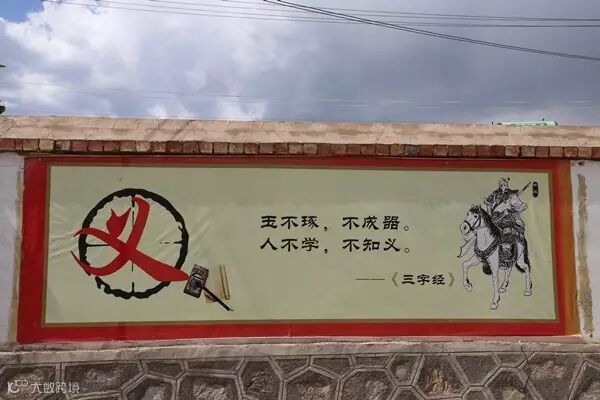 义
玉不琢，不成器。
人不学，不知义。
——《三字经》
大数跨境